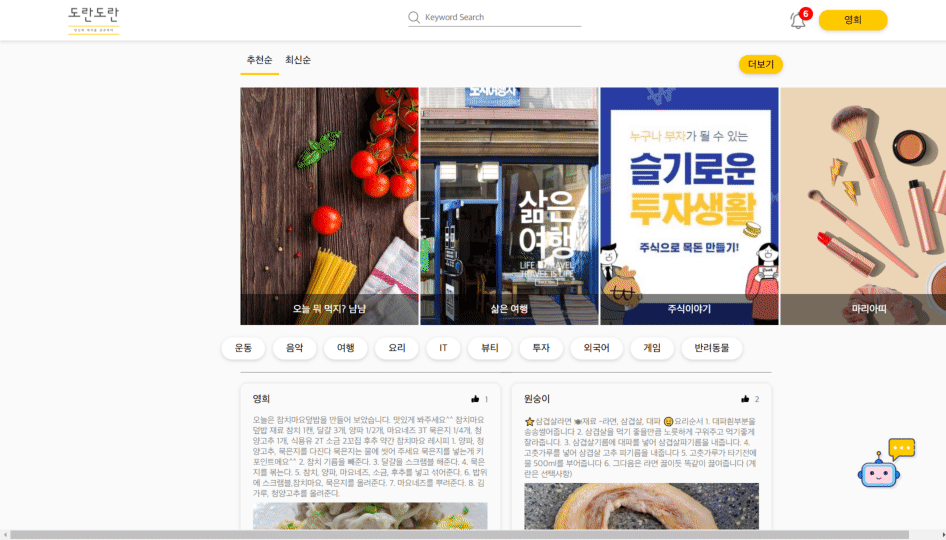 도란도란
Keyword Search
6
영희
추천순
최신순
더보기
도시여행자
삶은
여행
LIFE IS TRAVEL
TRAVEL IS LIFE
누구나 부자가 될 수 있는
슬기로운
투자생활
주식으로 목돈 만들기!
오늘 뭐 먹지? 냠냠
삶은 여행
주식이야기
마리아띠
운동
음악
여행
요리
IT
뷰티
투자
외국어
게임
반려동물
영희
1
오늘은 참치마요덮밥을 만들어 보았습니다. 맛있게 봐주세요^^ 참치마요
덮밥 재료 참치 1캔, 달걀 3개, 양파 1/2개, 마요네즈 3T 묵은지 1/4개, 청
양고추 1개, 식용유 2T 소금 2꼬집 후추 약간 참치마요 레시피 1. 양파, 청
양고추, 묵은지를 다진다 묵은지는 물에 씻어 주세요 묵은지를 넣는게 키
포인트에요^^ 2. 참치 기름을 빼준다. 3. 달걀을 스크램블 해준다. 4. 묵은
지를 볶는다. 5. 참치, 양파, 마요네즈, 소금, 후추를 넣고 섞어준다. 6. 밥위
에 스크램블,참치마요, 묵은지를 올려준다. 7. 마요네즈를 뿌려준다. 8. 김
가루, 청양고추를 올려준다.
원숭이
2
⭐삼겹살라면 🍽재료 -라면, 삼겹살, 대파 😋요리순서 1. 대파흰부분을
송송썰어줍니다 2. 삼겹살을 먹기 좋을만큼 노릇하게 구워주고 먹기좋게
잘라줍니다. 3. 삼겹살기름에 대파를 넣어 삼겹살파기름을 내줍니다. 4.
고춧가루를 넣어 삼겹살 고추 파기름을 내줍니다 5. 고춧가루가 타기전에
물 500ml를 부어줍니다 6. 그다음은 라면 끓이듯 똑같이 끓여줍니다 (계
란은 선택사항)